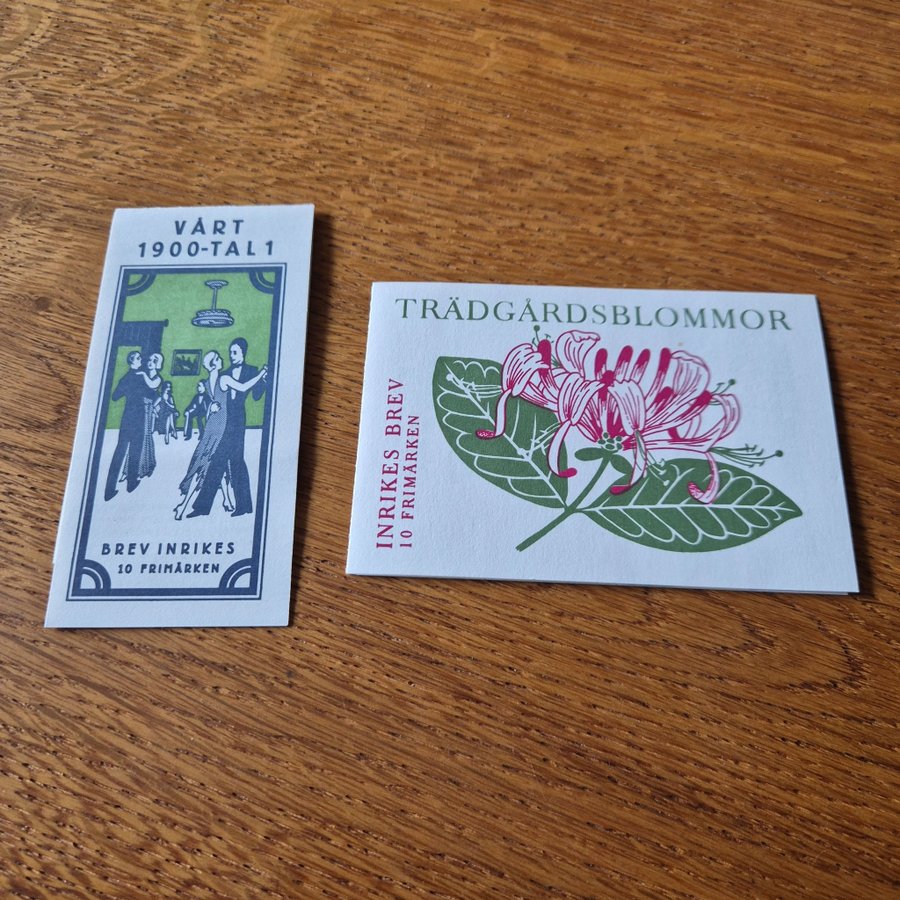 VÅRT
1900-TAL 1
BREV INRIKES
10 FRIMÄRKEN
TRÄDGÅRDSBLOMMOR
INRIKES BREV
10 FRIMÄRKEN